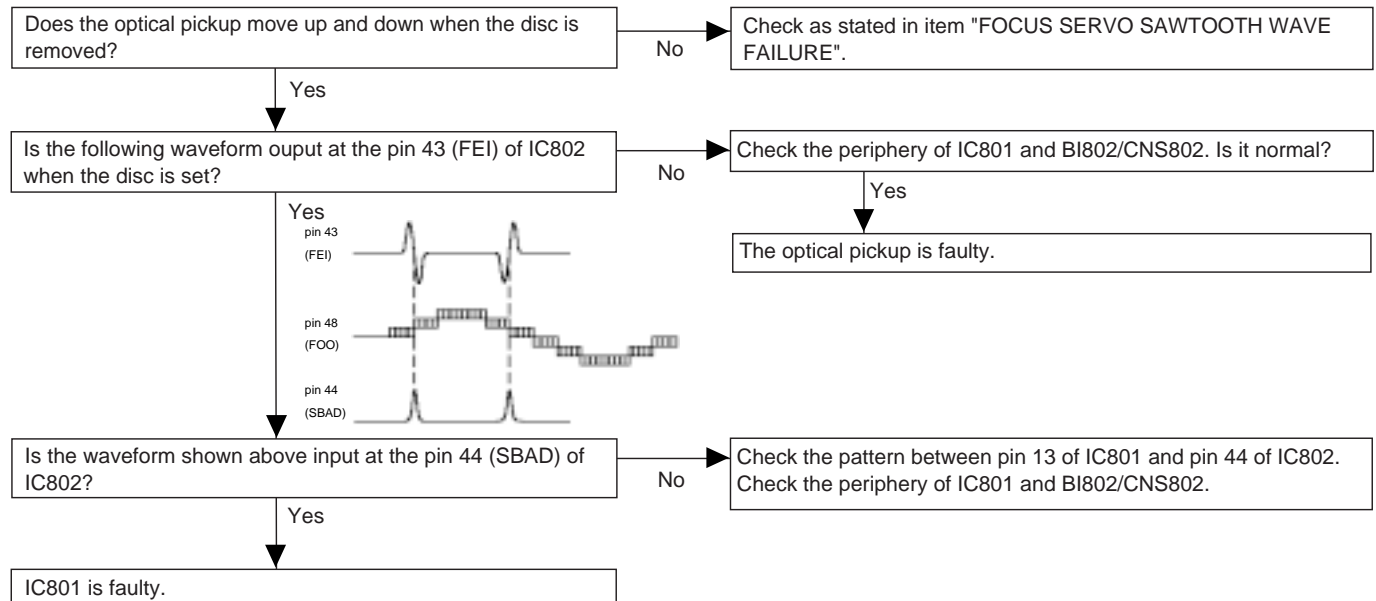 Does the optical pickup move up and down when the disc is
removed?
No
Check as stated in item "FOCUS SERVO SAWTOOTH WAVE
FAILURE".
Yes
Is the following waveform ouput at the pin 43 (FEI) of IC802
when the disc is set?
No
Check the periphery of IC801 and BI802/CNS802. Is it normal?
Yes
The optical pickup is faulty.
Yes
pin 43
(FEI)
pin 48
(FOO)
pin 44
(SBAD)
Is the waveform shown above input at the pin 44 (SBAD) of
IC802?
No
Check the pattern between pin 13 of IC801 and pin 44 of IC802.
Check the periphery of IC801 and BI802/CNS802.
Yes
IC801 is faulty.